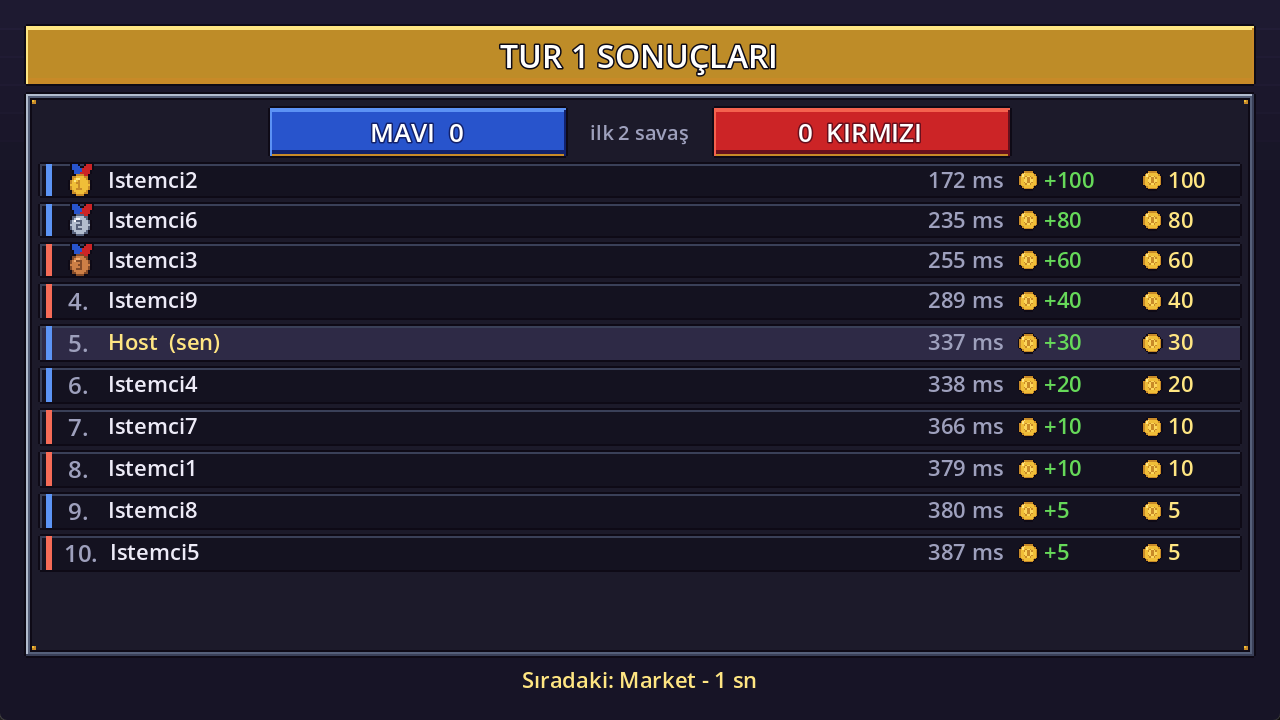 TUR 1 SONUÇLARI
MAVI 0 ilk 2 savaş 0 KIRMIZI
1 Istemci2 172 ms +100 100
2 Istemci6 235 ms +80 80
3 Istemci3 255 ms +60 60
4. Istemci9 289 ms +40 40
5. Host (sen) 337 ms +30 30
6. Istemci4 338 ms +20 20
7. Istemci7 366 ms +10 10
8. Istemci1 379 ms +10 10
9. Istemci8 380 ms +5 5
10. Istemci5 387 ms +5 5
Sıradaki: Market - 1 sn